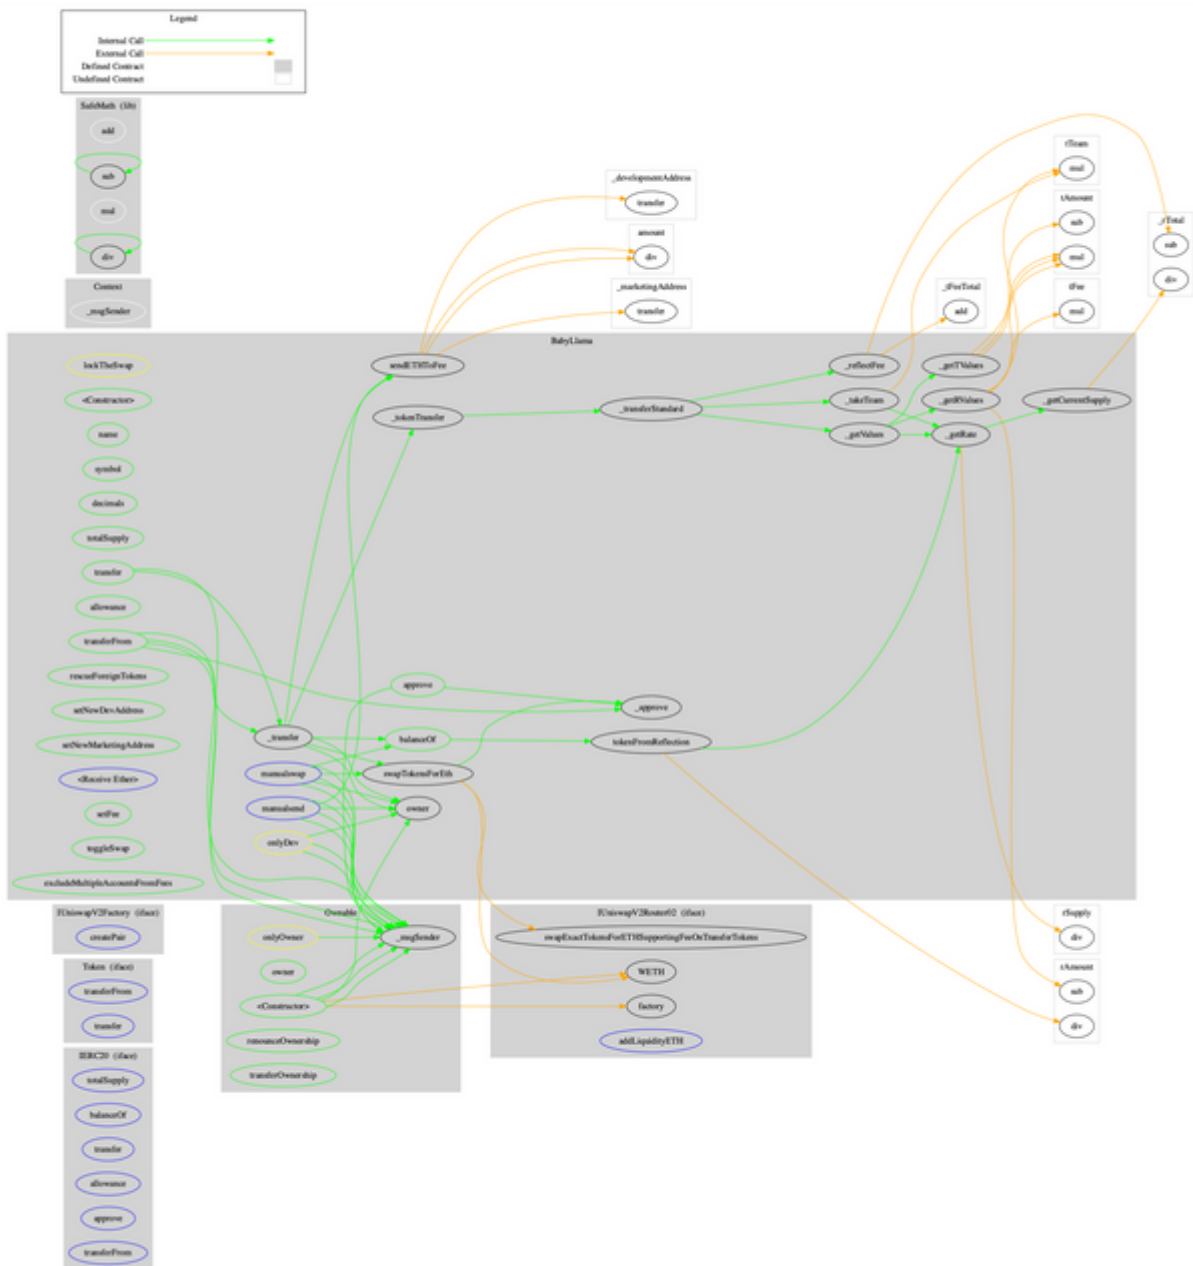 Legend
Internal Call
External Call
Defined Contract
Undefined Contract
SafeMath (lib)
add
sub
mul
div
Context
_msgSender
_developmentAddress
transfer
amount
div
_marketingAddress
transfer
_tFeeTotal
add
tTeam
mul
tAmount
sub
mul
tFee
mul
_tTotal
sub
div
BabyLlama
lockTheSwap
<Constructor>
name
symbol
decimals
totalSupply
transfer
allowance
transferFrom
rescueForeignTokens
setNewDevAddress
setNewMarketingAddress
<Receive Ether>
setFee
toggleSwap
excludeMultipleAccountsFromFees
_transfer
manualswap
manualsend
onlyDev
sendETHToFee
_tokenTransfer
approve
balanceOf
swapTokensForEth
owner
_transferStandard
_approve
tokenFromReflection
_reflectFee
_takeTeam
_getValues
_getTValues
_getRValues
_getRate
_getCurrentSupply
IUniswapV2Factory (iface)
createPair
Token (iface)
transferFrom
transfer
IERC20 (iface)
totalSupply
balanceOf
transfer
allowance
approve
transferFrom
Ownable
onlyOwner
owner
<Constructor>
renounceOwnership
transferOwnership
_msgSender
IUniswapV2Router02 (iface)
swapExactTokensForETHSupportingFeeOnTransferTokens
WETH
factory
addLiquidityETH
rSupply
div
rAmount
sub
div